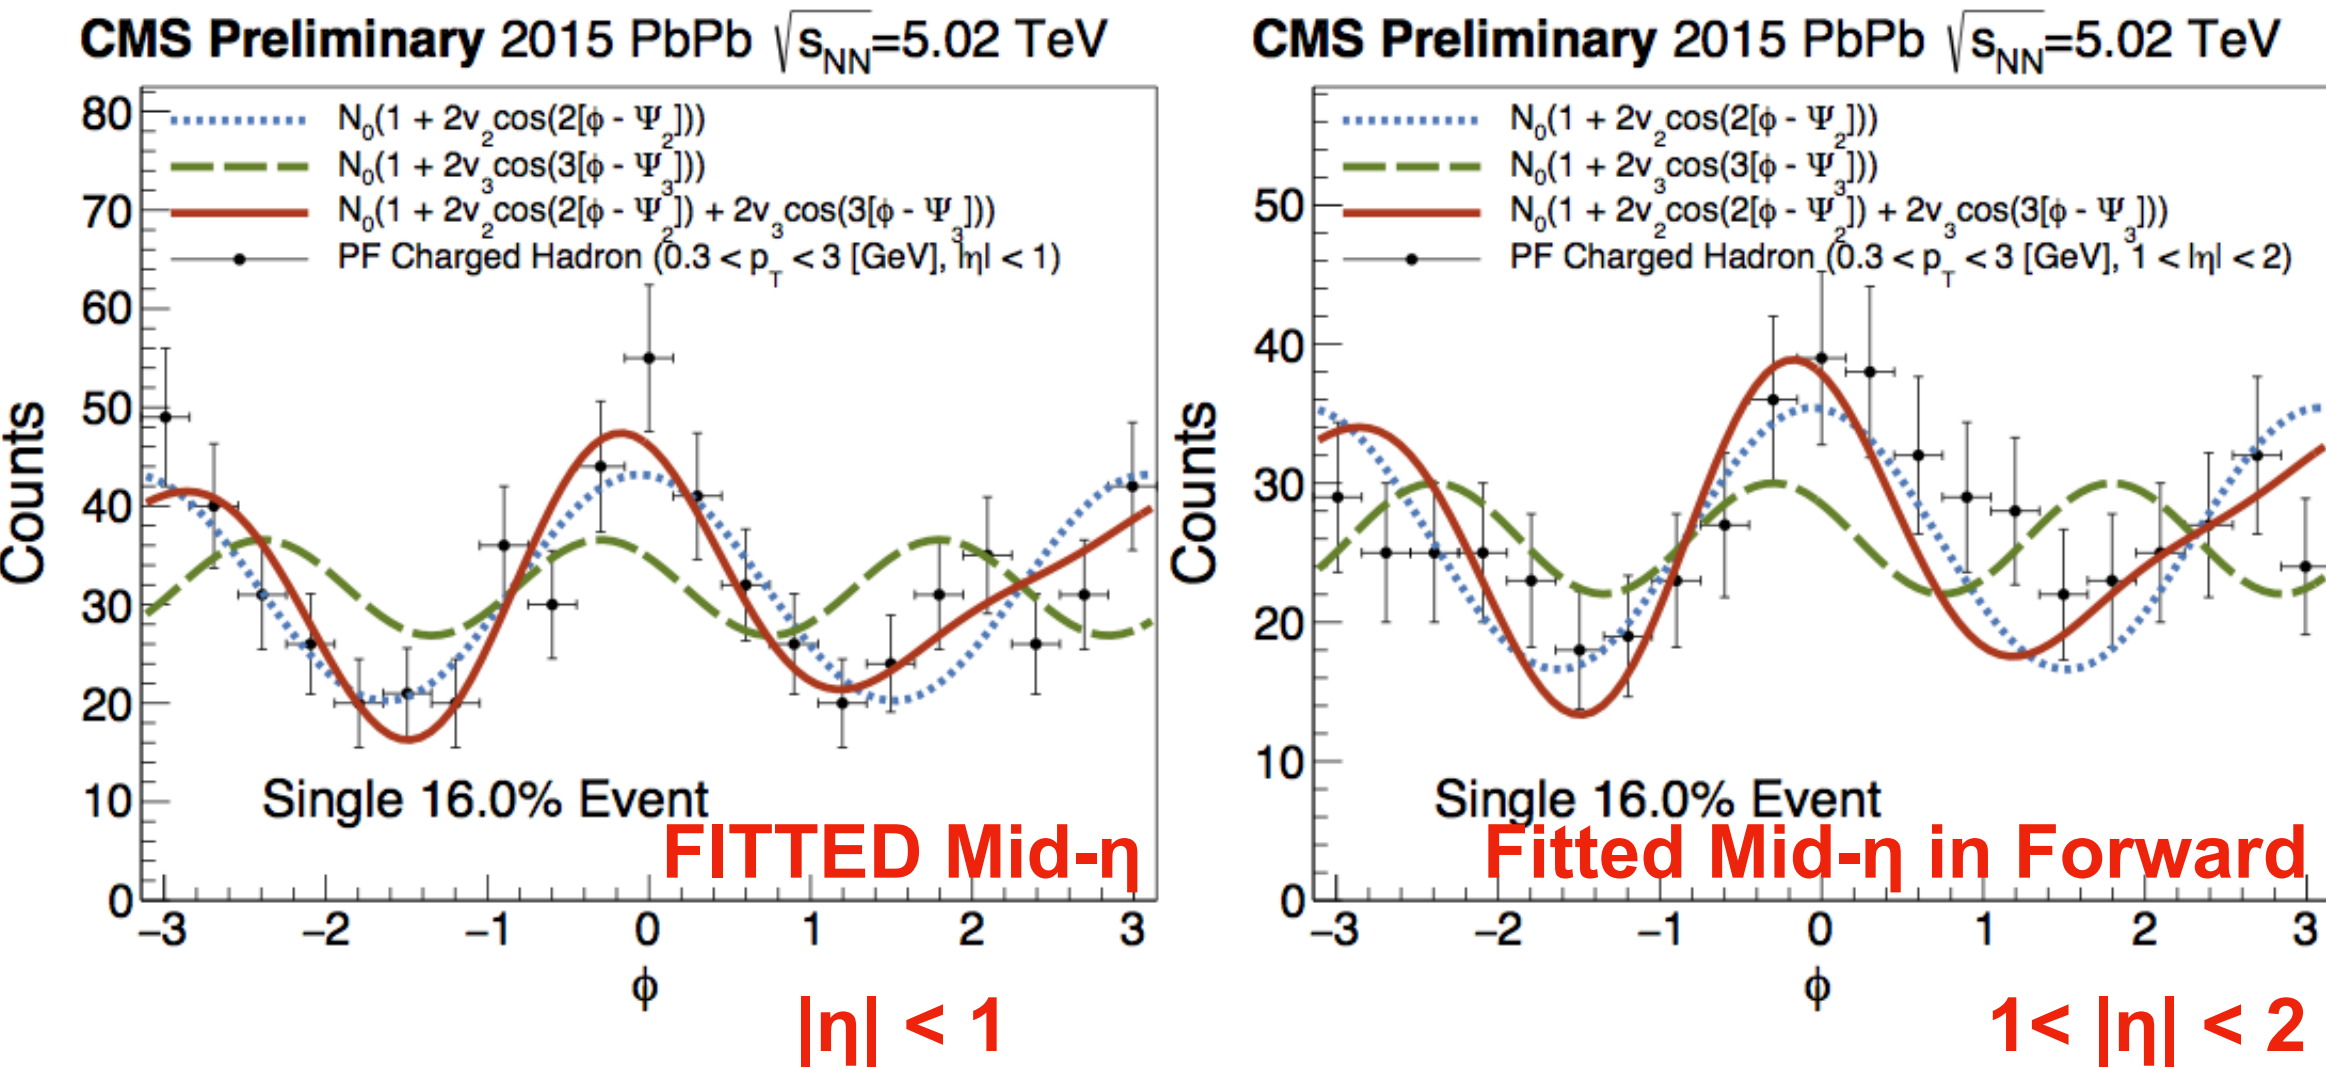 CMS Preliminary 2015 PbPb √s_NN=5.02 TeV
N₀(1 + 2v₂cos(2[ϕ - Ψ₂]))
N₀(1 + 2v₃cos(3[ϕ - Ψ₃]))
N₀(1 + 2v₂cos(2[ϕ - Ψ₂]) + 2v₃cos(3[ϕ - Ψ₃]))
PF Charged Hadron (0.3 < p_T < 3 [GeV], |η| < 1)
Counts
80
70
60
50
40
30
20
10
0
Single 16.0% Event
FITTED Mid-η
−3 −2 −1 0 1 2 3
ϕ
|η| < 1
CMS Preliminary 2015 PbPb √s_NN=5.02 TeV
N₀(1 + 2v₂cos(2[ϕ - Ψ₂]))
N₀(1 + 2v₃cos(3[ϕ - Ψ₃]))
N₀(1 + 2v₂cos(2[ϕ - Ψ₂]) + 2v₃cos(3[ϕ - Ψ₃]))
PF Charged Hadron (0.3 < p_T < 3 [GeV], 1 < |η| < 2)
Counts
50
40
30
20
10
0
Single 16.0% Event
Fitted Mid-η in Forward
−3 −2 −1 0 1 2 3
ϕ
1< |η| < 2